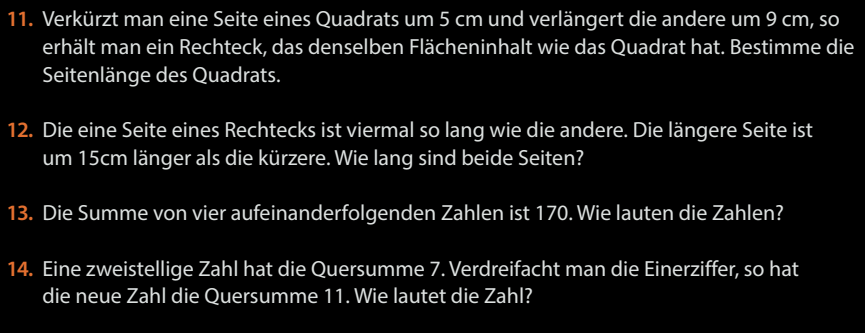 11. Verkürzt man eine Seite eines Quadrats um 5 cm und verlängert die andere um 9 cm, so
erhält man ein Rechteck, das denselben Flächeninhalt wie das Quadrat hat. Bestimme die
Seitenlänge des Quadrats.
12. Die eine Seite eines Rechtecks ist viermal so lang wie die andere. Die längere Seite ist
um 15cm länger als die kürzere. Wie lang sind beide Seiten?
13. Die Summe von vier aufeinanderfolgenden Zahlen ist 170. Wie lauten die Zahlen?
14. Eine zweistellige Zahl hat die Quersumme 7. Verdreifacht man die Einerziffer, so hat
die neue Zahl die Quersumme 11. Wie lautet die Zahl?